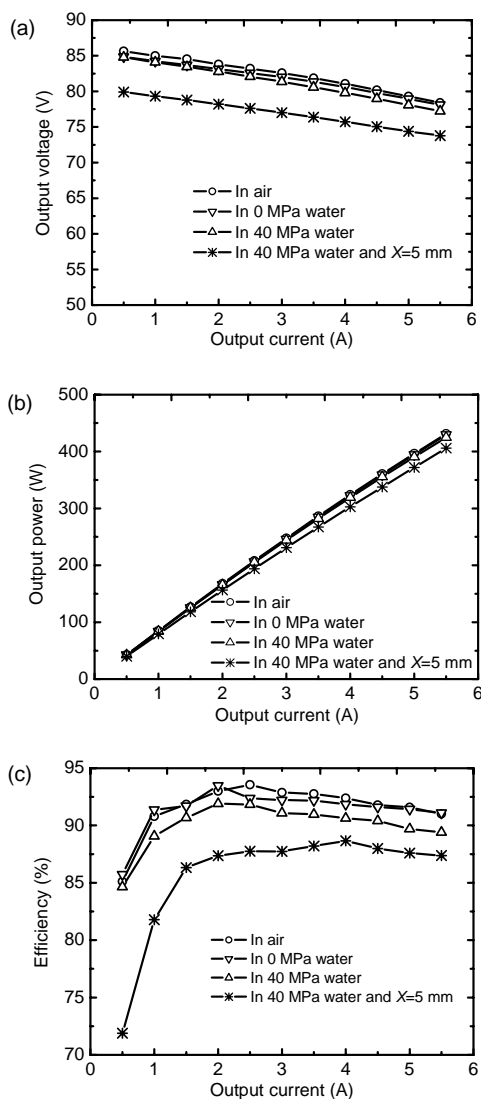 (a)
90
85
80
75
70
65
60
55
50
Output voltage (V)
In air
In 0 MPa water
In 40 MPa water
In 40 MPa water and X=5 mm
0 1 2 3 4 5 6
Output current (A)
(b)
500
400
300
200
100
0
Output power (W)
In air
In 0 MPa water
In 40 MPa water
In 40 MPa water and X=5 mm
0 1 2 3 4 5 6
Output current (A)
(c)
95
90
85
80
75
70
Efficiency (%)
In air
In 0 MPa water
In 40 MPa water
In 40 MPa water and X=5 mm
0 1 2 3 4 5 6
Output current (A)